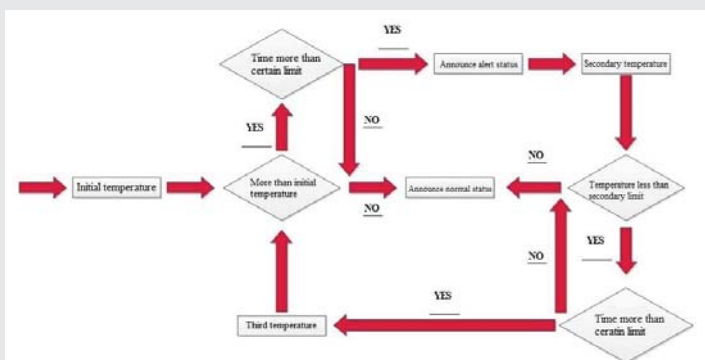 YES
Time more than
certain limit
Announce alert status
Secondary temperature
YES
NO
NO
Initial temperature
More than initial
temperature
Announce normal status
Temperature less than
secondary limit
NO
NO
YES
YES
Third temperature
Time more than
ceratin limit